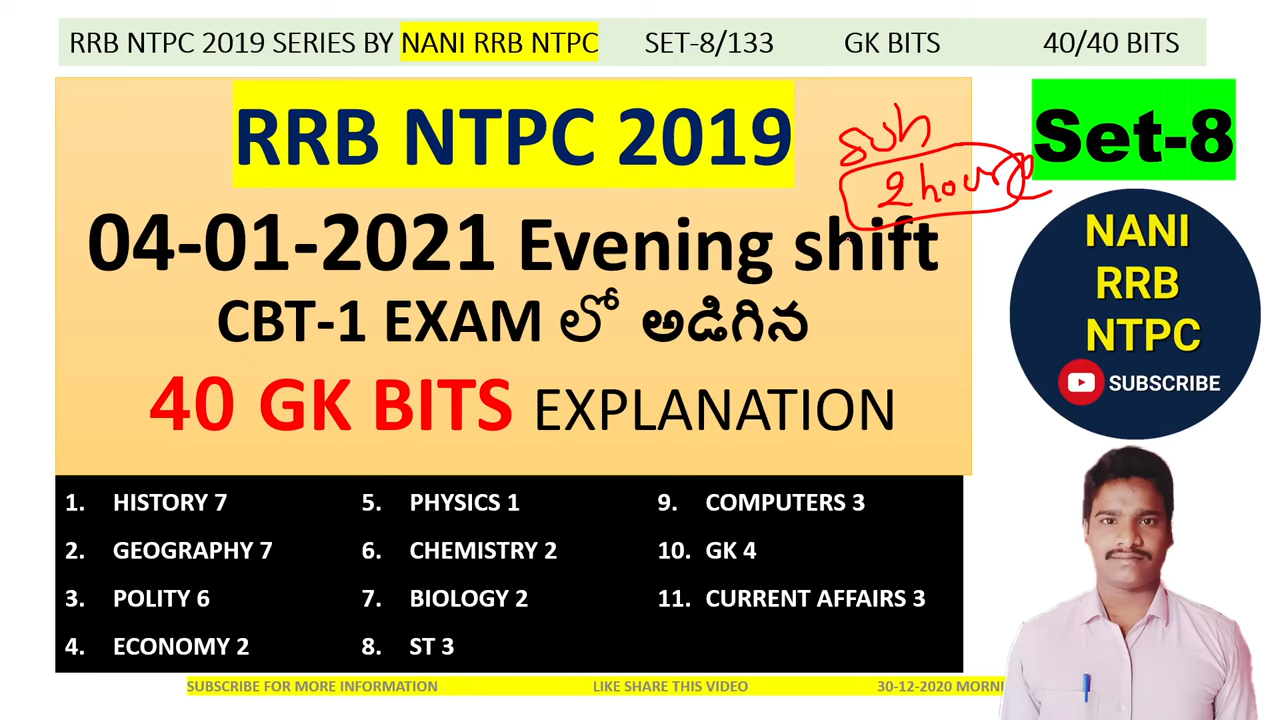 RRB NTPC 2019 SERIES BY NANI RRB NTPC SET-8/133 GK BITS 40/40 BITS
RRB NTPC 2019
Set-8
2 hours
04-01-2021 Evening shift
CBT-1 EXAM లో అడిగిన
40 GK BITS EXPLANATION
NANI
RRB
NTPC
SUBSCRIBE
1. HISTORY 7
2. GEOGRAPHY 7
3. POLITY 6
4. ECONOMY 2
5. PHYSICS 1
6. CHEMISTRY 2
7. BIOLOGY 2
8. ST 3
9. COMPUTERS 3
10. GK 4
11. CURRENT AFFAIRS 3
SUBSCRIBE FOR MORE INFORMATION LIKE SHARE THIS VIDEO 30-12-2020 MORNI